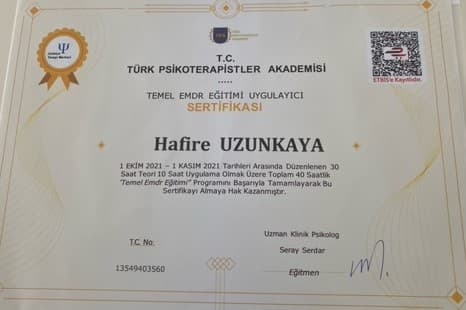 T.C.
TÜRK PSİKOTERAPİSTLER AKADEMİSİ
TEMEL EMDR EĞİTİMİ UYGULAYICI
SERTİFİKASI
ETBİS'e Kayıtlıdır.
Hafire UZUNKAYA
1 EKİM 2021 – 1 KASIM 2021 Tarihleri Arasında Düzenlenen 30
Saat Teori 10 Saat Uygulama Olmak Üzere Toplam 40 Saatlik
"Temel Emdr Eğitimi" Programını Başarıyla Tamamlayarak Bu
Sertifikayı Almaya Hak Kazanmıştır.
Uzman Klinik Psikolog
T.C. No:
Seray Serdar
13549403560
Eğitmen